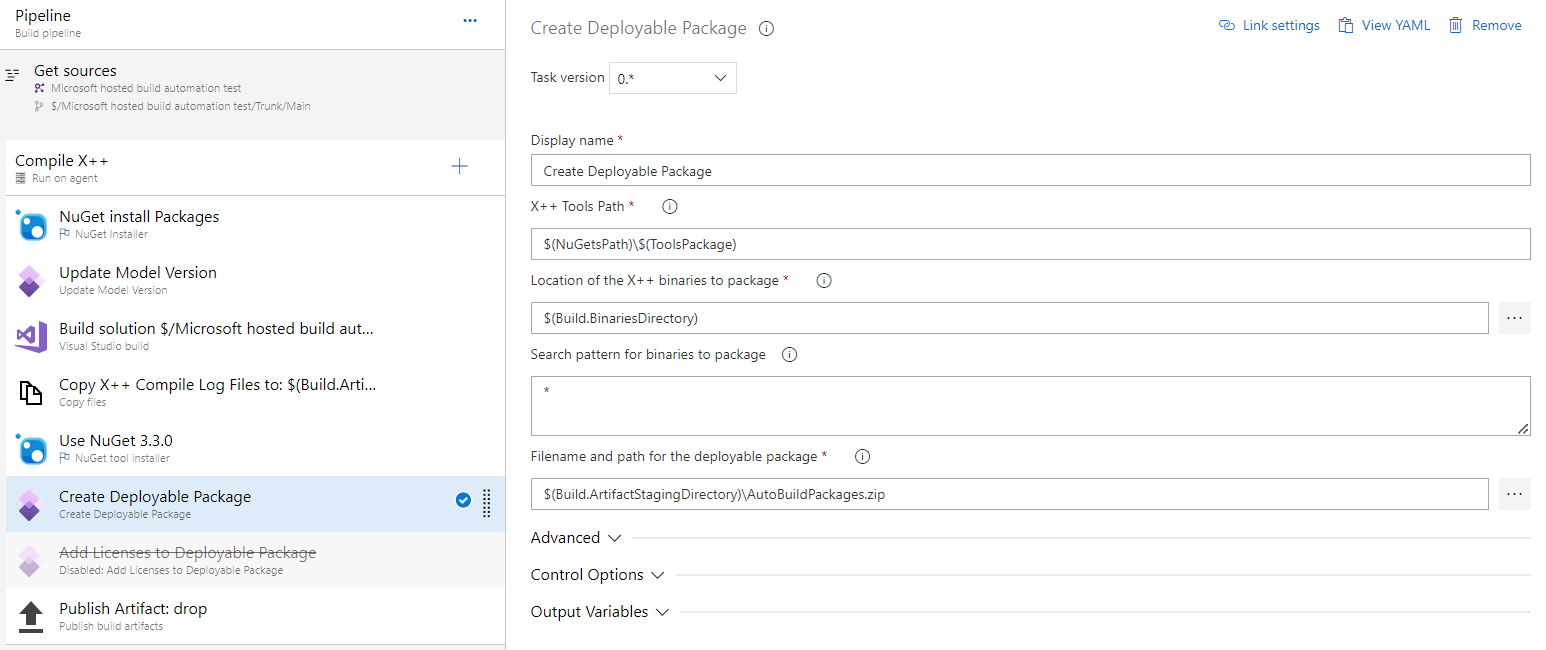 Pipeline
Build pipeline
Get sources
Microsoft hosted build automation test
$/Microsoft hosted build automation test/Trunk/Main
Compile X++
Run on agent
NuGet install Packages
NuGet Installer
Update Model Version
Update Model Version
Build solution $/Microsoft hosted build aut...
Visual Studio build
Copy X++ Compile Log Files to: $(Build.Arti...
Copy files
Use NuGet 3.3.0
NuGet tool installer
Create Deployable Package
Create Deployable Package
Add Licenses to Deployable Package
Disabled: Add Licenses to Deployable Package
Publish Artifact: drop
Publish build artifacts
Create Deployable Package
Link settings
View YAML
Remove
Task version 0.*
Display name *
Create Deployable Package
X++ Tools Path *
$(NuGetsPath)\$(ToolsPackage)
Location of the X++ binaries to package *
$(Build.BinariesDirectory)
Search pattern for binaries to package
*
Filename and path for the deployable package *
$(Build.ArtifactStagingDirectory)\AutoBuildPackages.zip
Advanced
Control Options
Output Variables